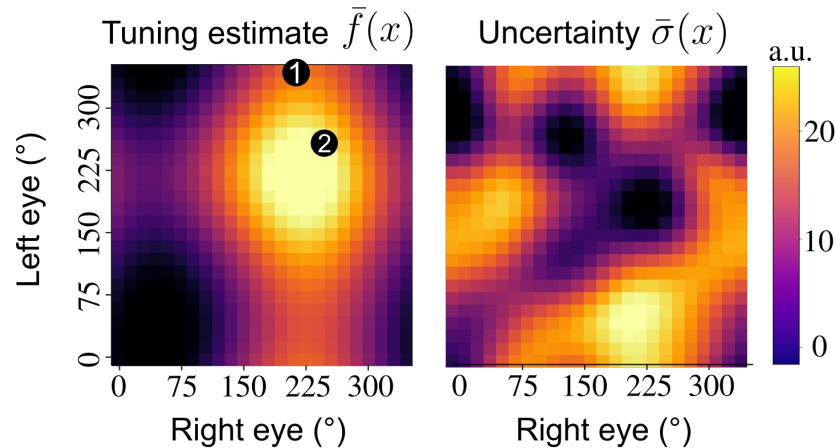 Tuning estimate f̄(x)
Uncertainty σ̄(x)
a.u.
1
2
Left eye (°)
300
225
150
75
0
0 75 150 225 300
Right eye (°)
0 75 150 225 300
Right eye (°)
20
10
0